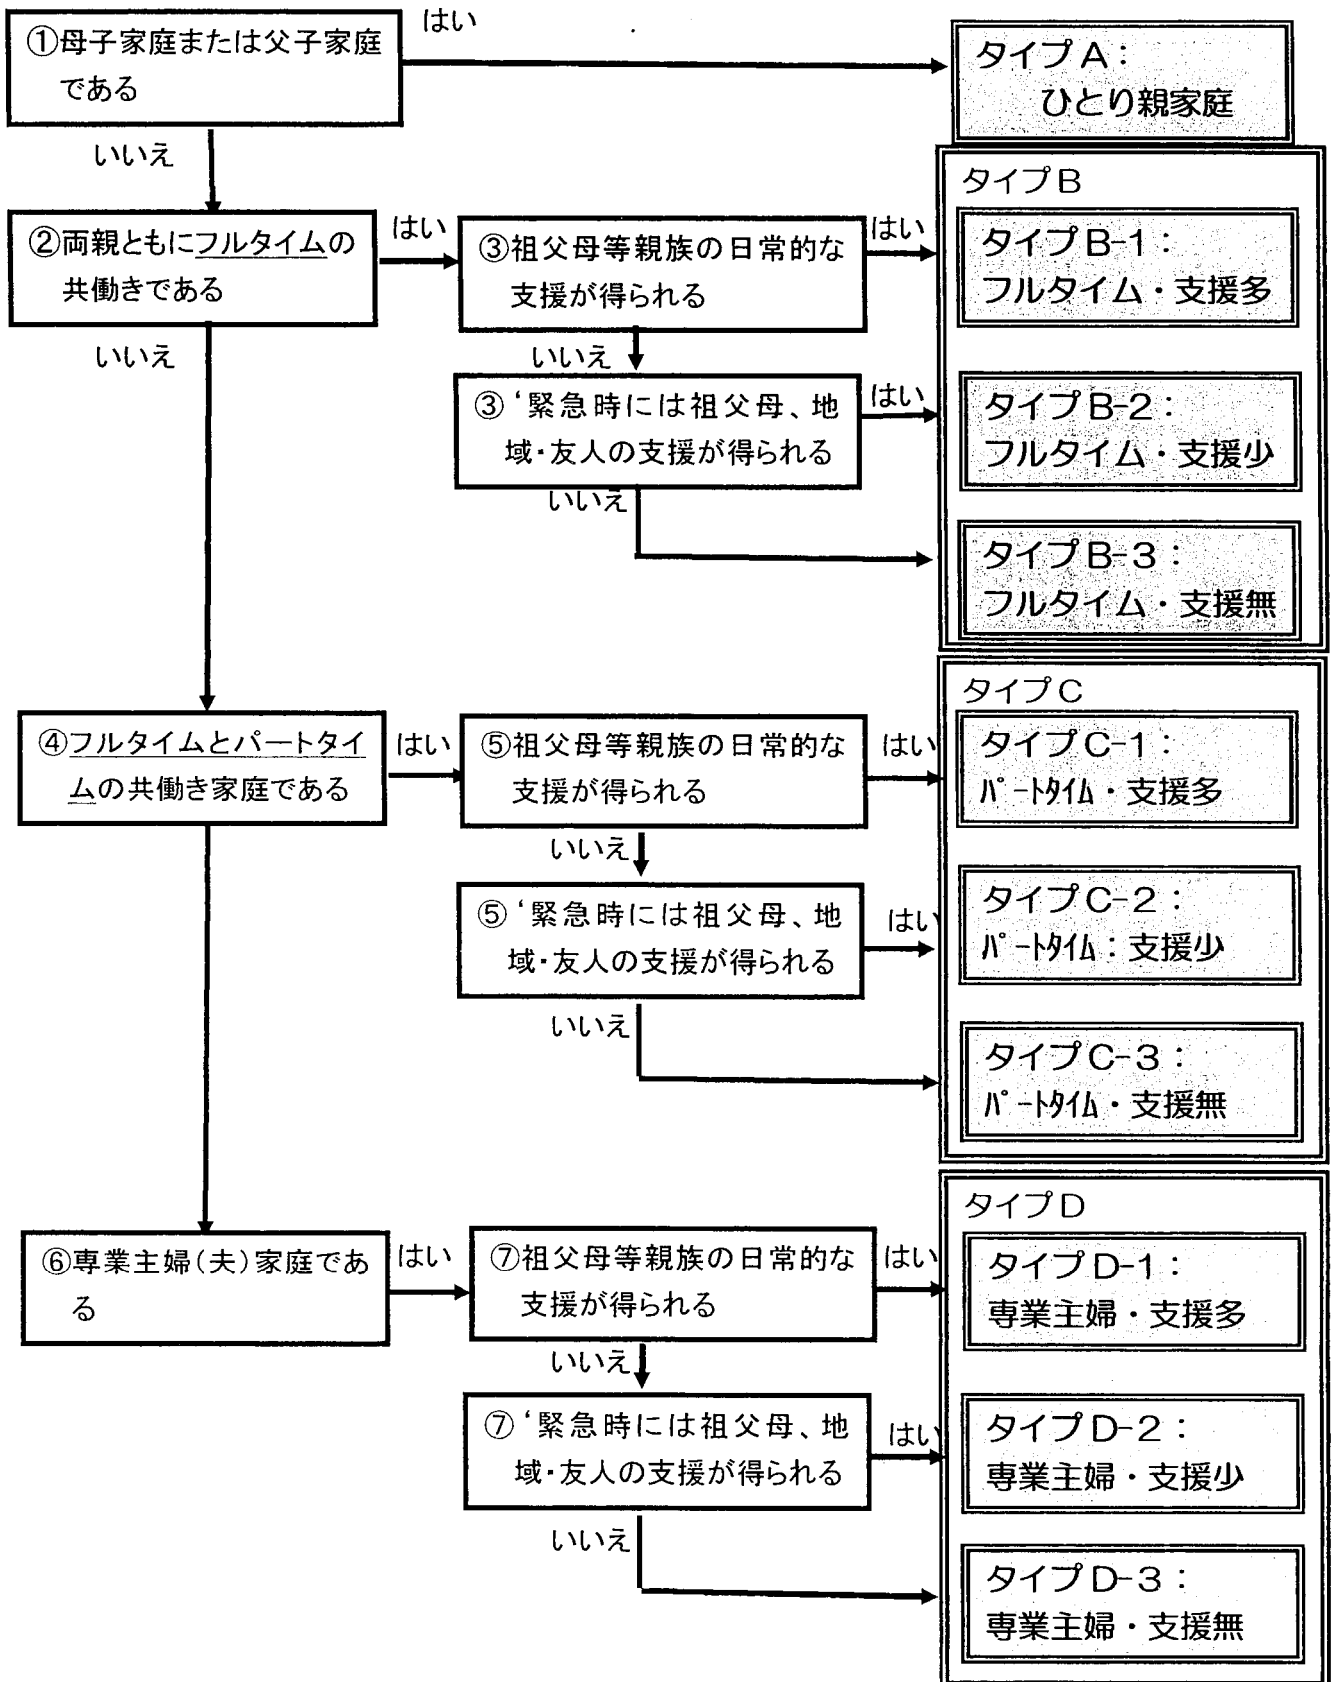 はい
①母子家庭または父子家庭
である
タイプA:
ひとり親家庭
いいえ
タイプB
②両親ともにフルタイムの
共働きである
はい
③祖父母等親族の日常的な
支援が得られる
はい
タイプB-1:
フルタイム・支援多
いいえ
いいえ
③‘緊急時には祖父母、地
域・友人の支援が得られる
はい
タイプB-2:
フルタイム・支援少
いいえ
タイプB-3:
フルタイム・支援無
タイプC
④フルタイムとパートタイ
ムの共働き家庭である
はい
⑤祖父母等親族の日常的な
支援が得られる
はい
タイプC-1:
パートタイム・支援多
いいえ
⑤‘緊急時には祖父母、地
域・友人の支援が得られる
はい
タイプC-2:
パートタイム:支援少
いいえ
タイプC-3:
パートタイム・支援無
タイプD
⑥専業主婦(夫)家庭であ
る
はい
⑦祖父母等親族の日常的な
支援が得られる
はい
タイプD-1:
専業主婦・支援多
いいえ
⑦‘緊急時には祖父母、地
域・友人の支援が得られる
はい
タイプD-2:
専業主婦・支援少
いいえ
タイプD-3:
専業主婦・支援無